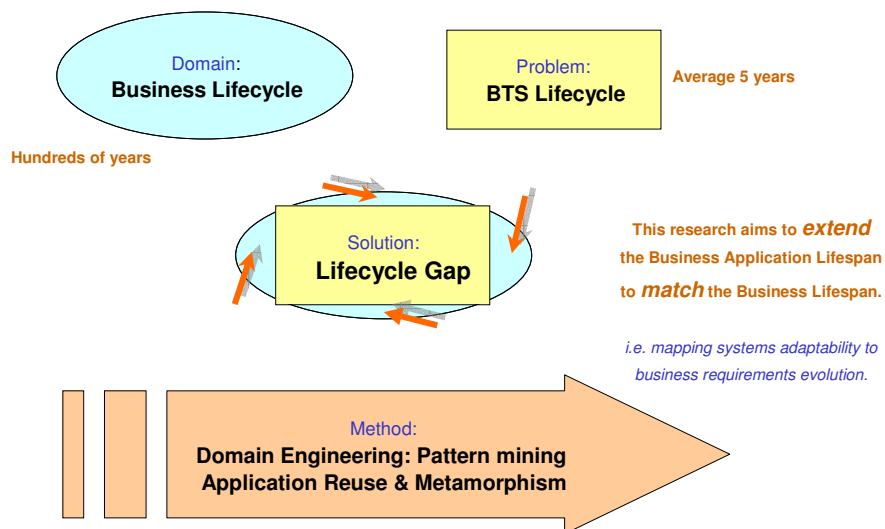 Domain:
Business Lifecycle
Problem:
BTS Lifecycle
Average 5 years
Hundreds of years
Solution:
Lifecycle Gap
This research aims to extend
the Business Application Lifespan
to match the Business Lifespan.
i.e. mapping systems adaptability to
business requirements evolution.
Method:
Domain Engineering: Pattern mining
Application Reuse & Metamorphism